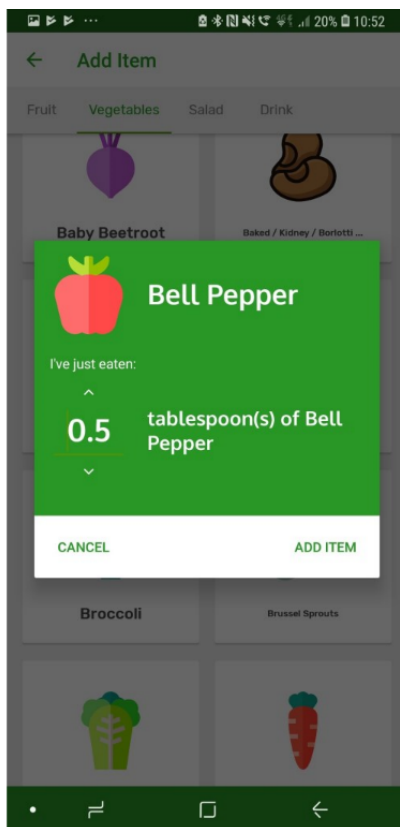 20% 10:52
Add Item
Fruit Vegetables Salad Drink
Baby Beetroot Baked / Kidney / Borlotti ...
Bell Pepper
I've just eaten:
0.5 tablespoon(s) of Bell
Pepper
CANCEL ADD ITEM
Broccoli Brussel Sprouts